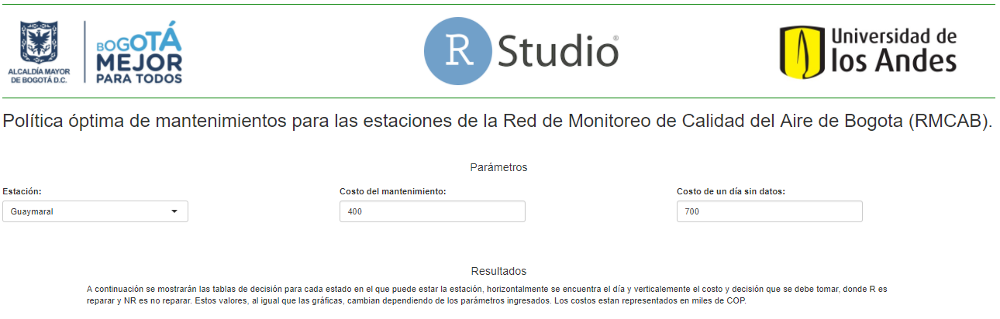 ALCALDÍA MAYOR
DE BOGOTÁ D.C.
BOGOTÁ
MEJOR
PARA TODOS
R Studio®
Universidad de
los Andes
Política óptima de mantenimientos para las estaciones de la Red de Monitoreo de Calidad del Aire de Bogota (RMCAB).
Parámetros
Estación:
Costo del mantenimiento:
Costo de un día sin datos:
Guaymaral
400
700
Resultados
A continuación se mostrarán las tablas de decisión para cada estado en el que puede estar la estación, horizontalmente se encuentra el día y verticalemente el costo y decisión que se debe tomar, donde R es
reparar y NR es no reparar. Estos valores, al igual que las gráficas, cambian dependiendo de los parámetros ingresados. Los costos estan representados en miles de COP.